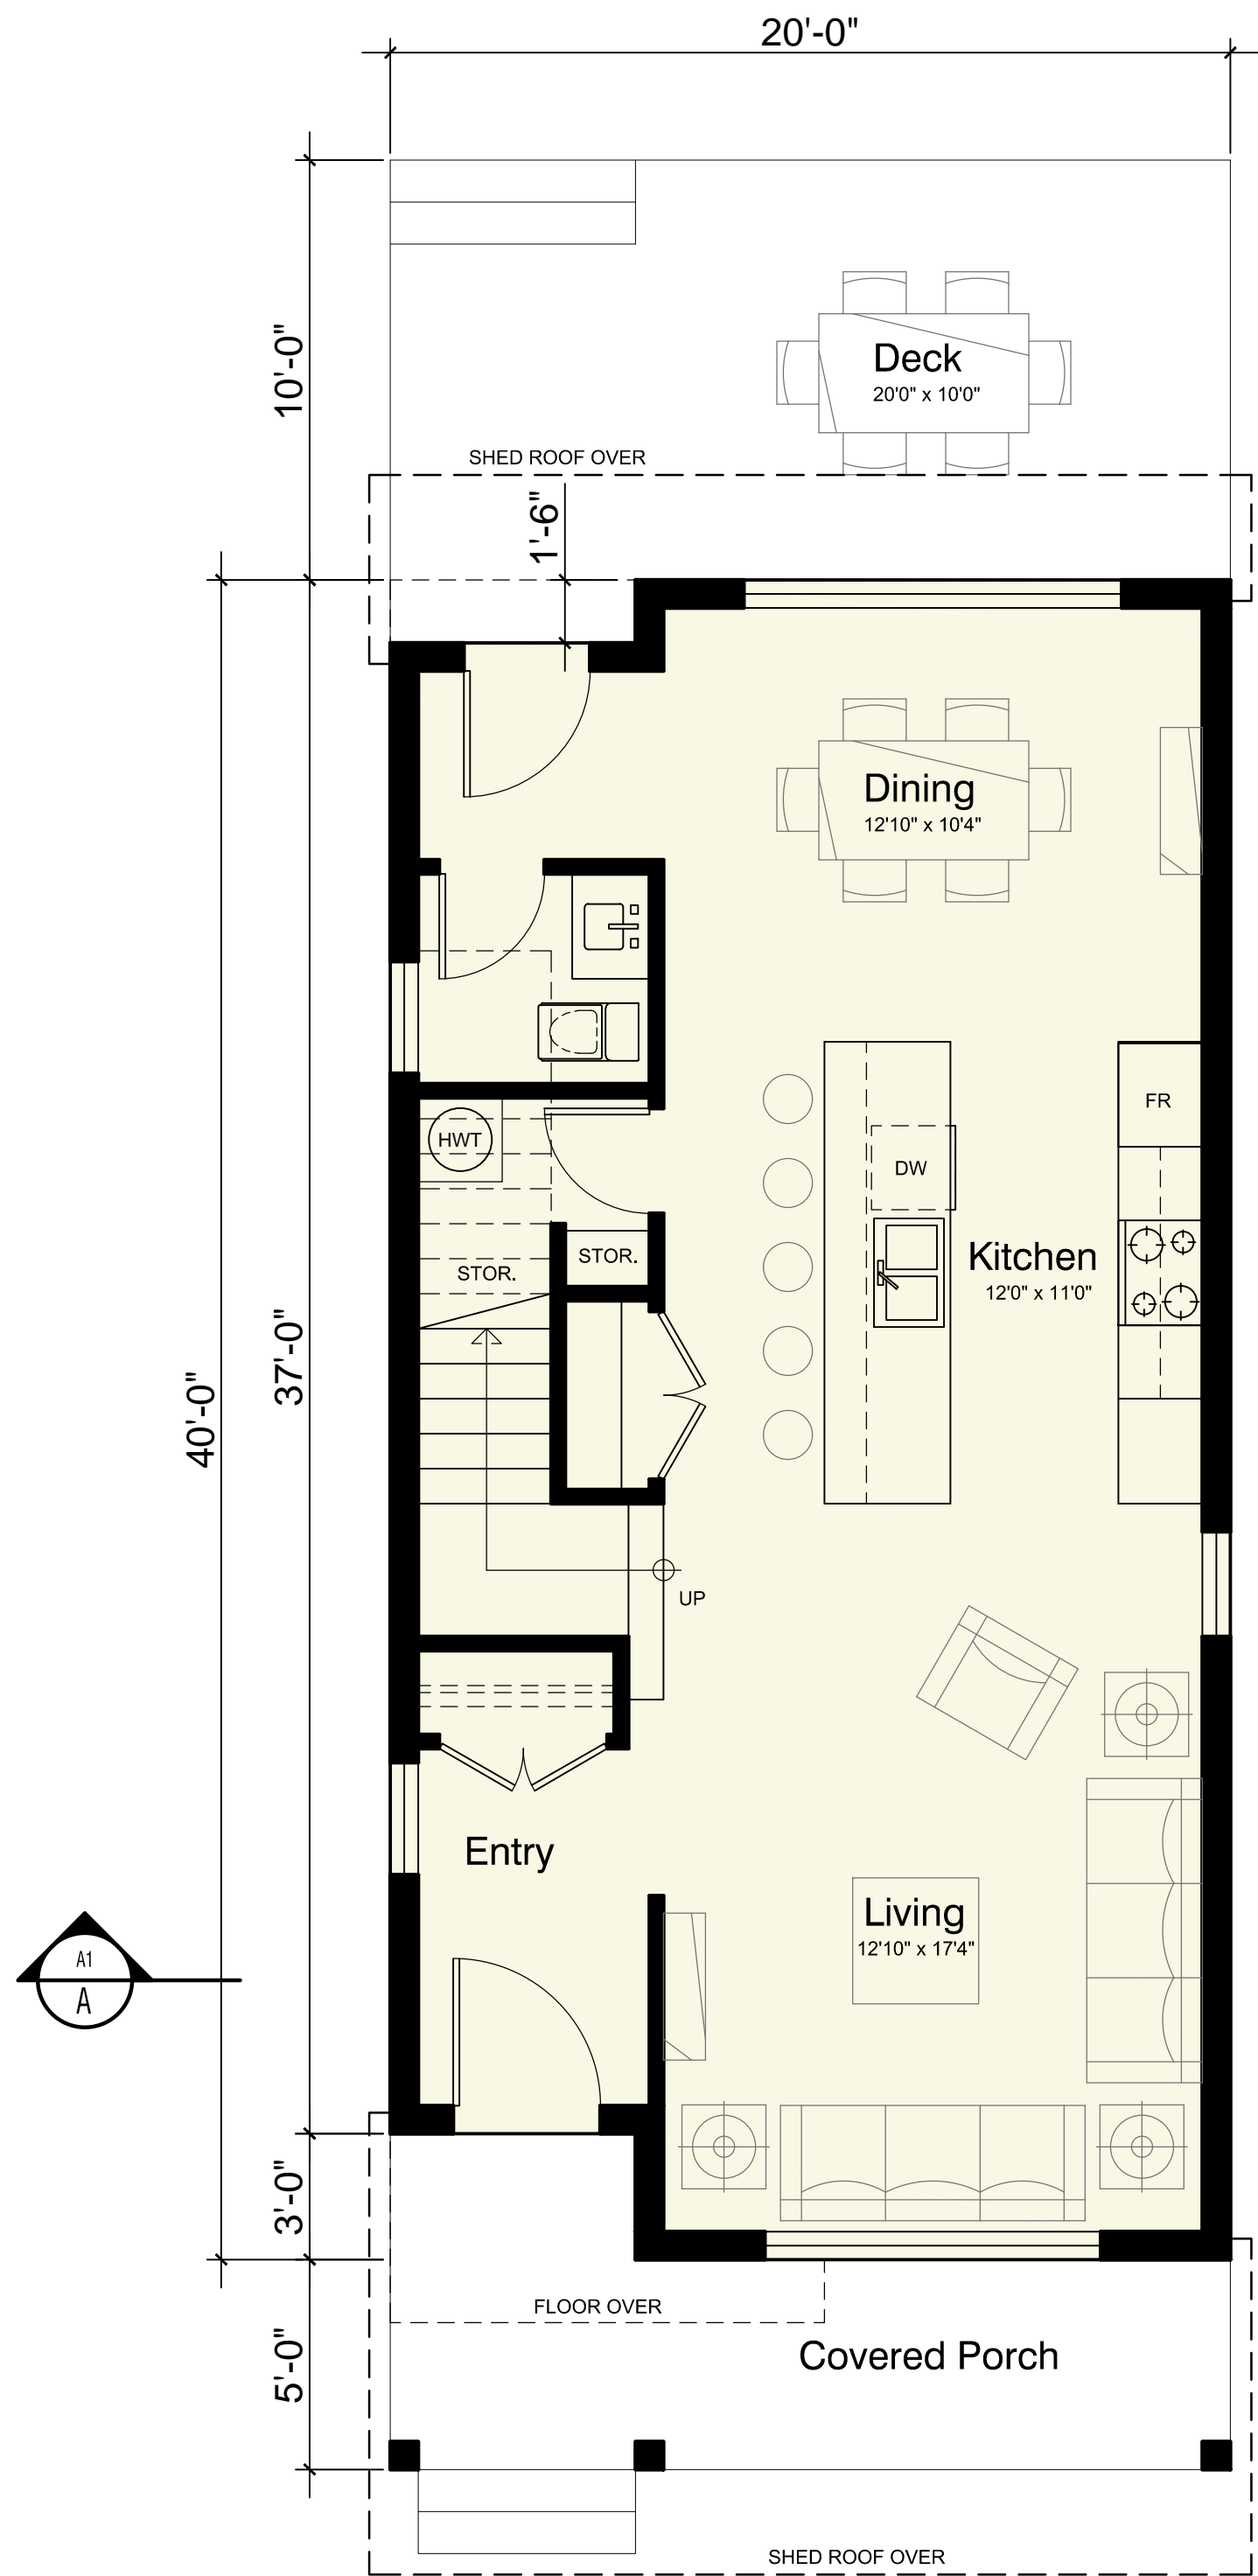 20'-0"
10'-0"
Deck
20'0" x 10'0"
SHED ROOF OVER
1'-6"
Dining
12'10" x 10'4"
HWT
FR
DW
STOR.
STOR.
Kitchen
12'0" x 11'0"
37'-0"
40'-0"
UP
Entry
Living
12'10" x 17'4"
A1
A
3'-0"
FLOOR OVER
5'-0"
Covered Porch
SHED ROOF OVER